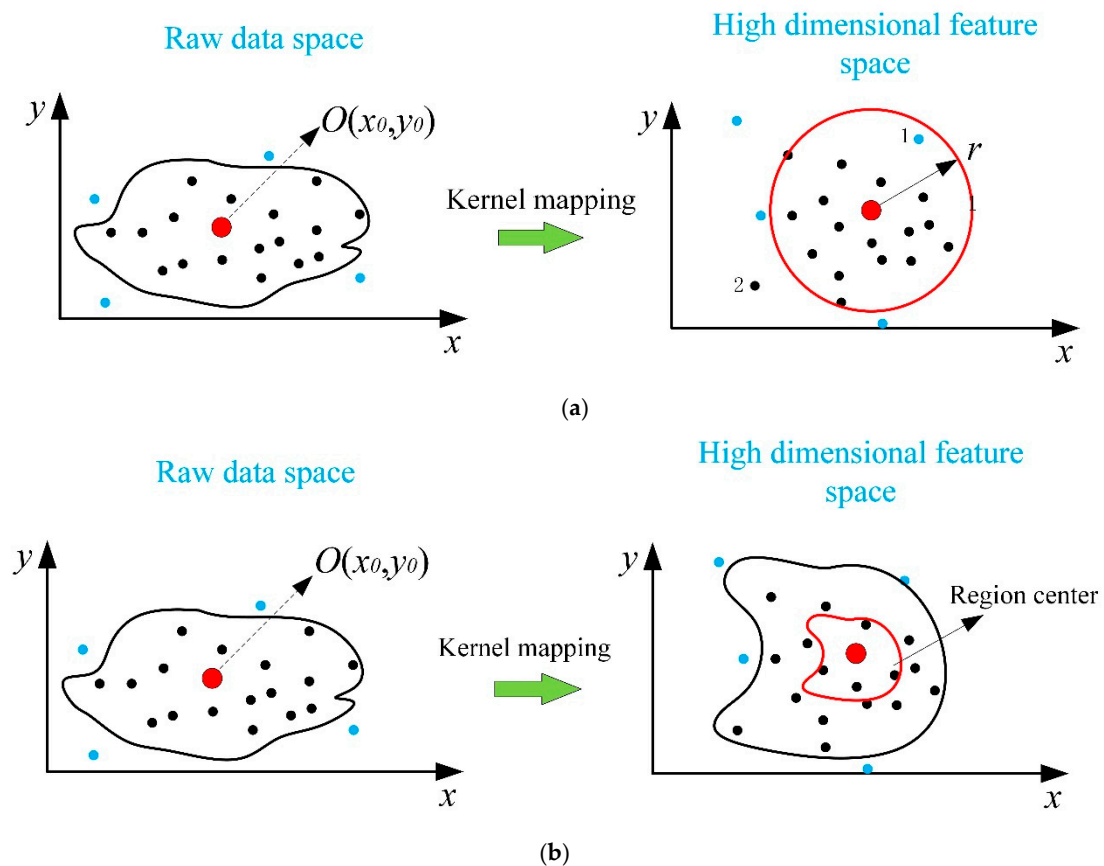 Raw data space
High dimensional feature
space
y
O(x₀,y₀)
x
Kernel mapping
y
1
r
1
2
x
(a)
Raw data space
High dimensional feature
space
y
O(x₀,y₀)
x
Kernel mapping
y
Region center
x
(b)